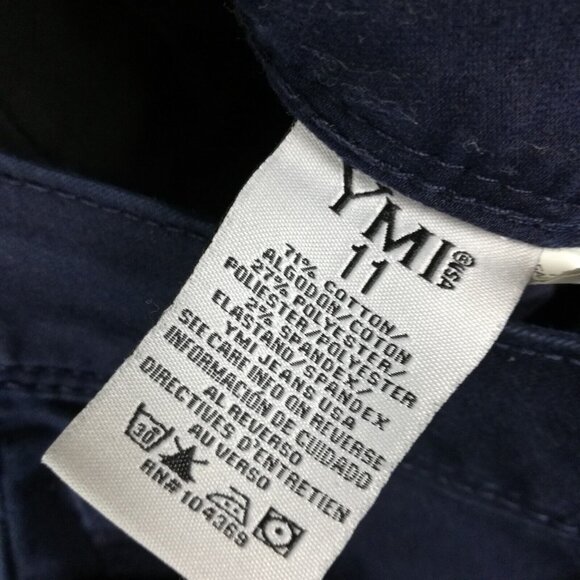 YMI®USA
11
71% COTTON/
ALGODON/COTON
27% POLYESTER/
POLIESTER/POLYESTER
2% SPANDEX/
ELASTANO/SPANDEX
YMI JEANS USA
SEE CARE INFO ON REVERSE
INFORMACIÓN DE CUIDADO
AL REVERSO
DIRECTIVES D'ENTRETIEN
AU VERSO
30
RN# 104369